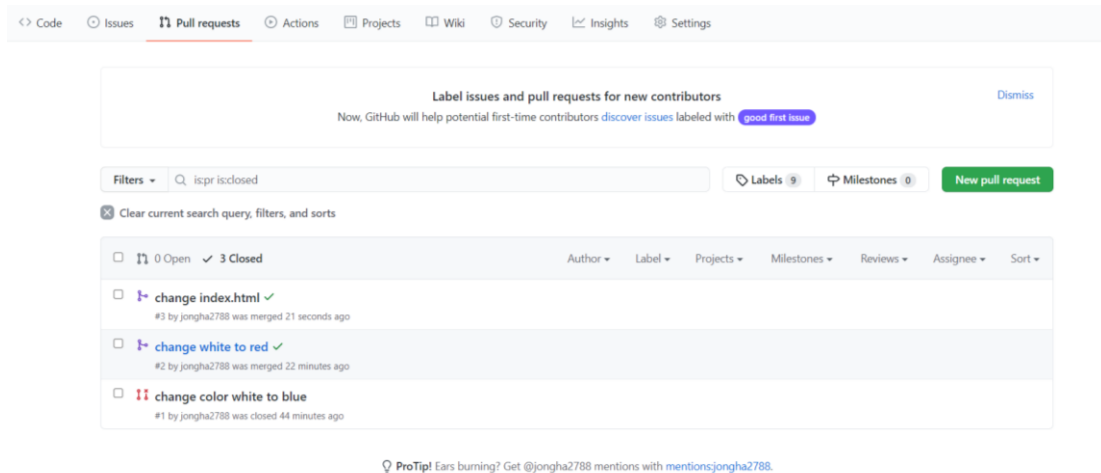 Code Issues Pull requests Actions Projects Wiki Security Insights Settings
Label issues and pull requests for new contributors
Dismiss
Now, GitHub will help potential first-time contributors discover issues labeled with good first issue
Filters is:pr is:closed Labels 9 Milestones 0 New pull request
Clear current search query, filters, and sorts
0 Open 3 Closed Author Label Projects Milestones Reviews Assignee Sort
change index.html
#3 by jongha2788 was merged 21 seconds ago
change white to red
#2 by jongha2788 was merged 22 minutes ago
change color white to blue
#1 by jongha2788 was closed 44 minutes ago
ProTip! Ears burning? Get @jongha2788 mentions with mentions:jongha2788.